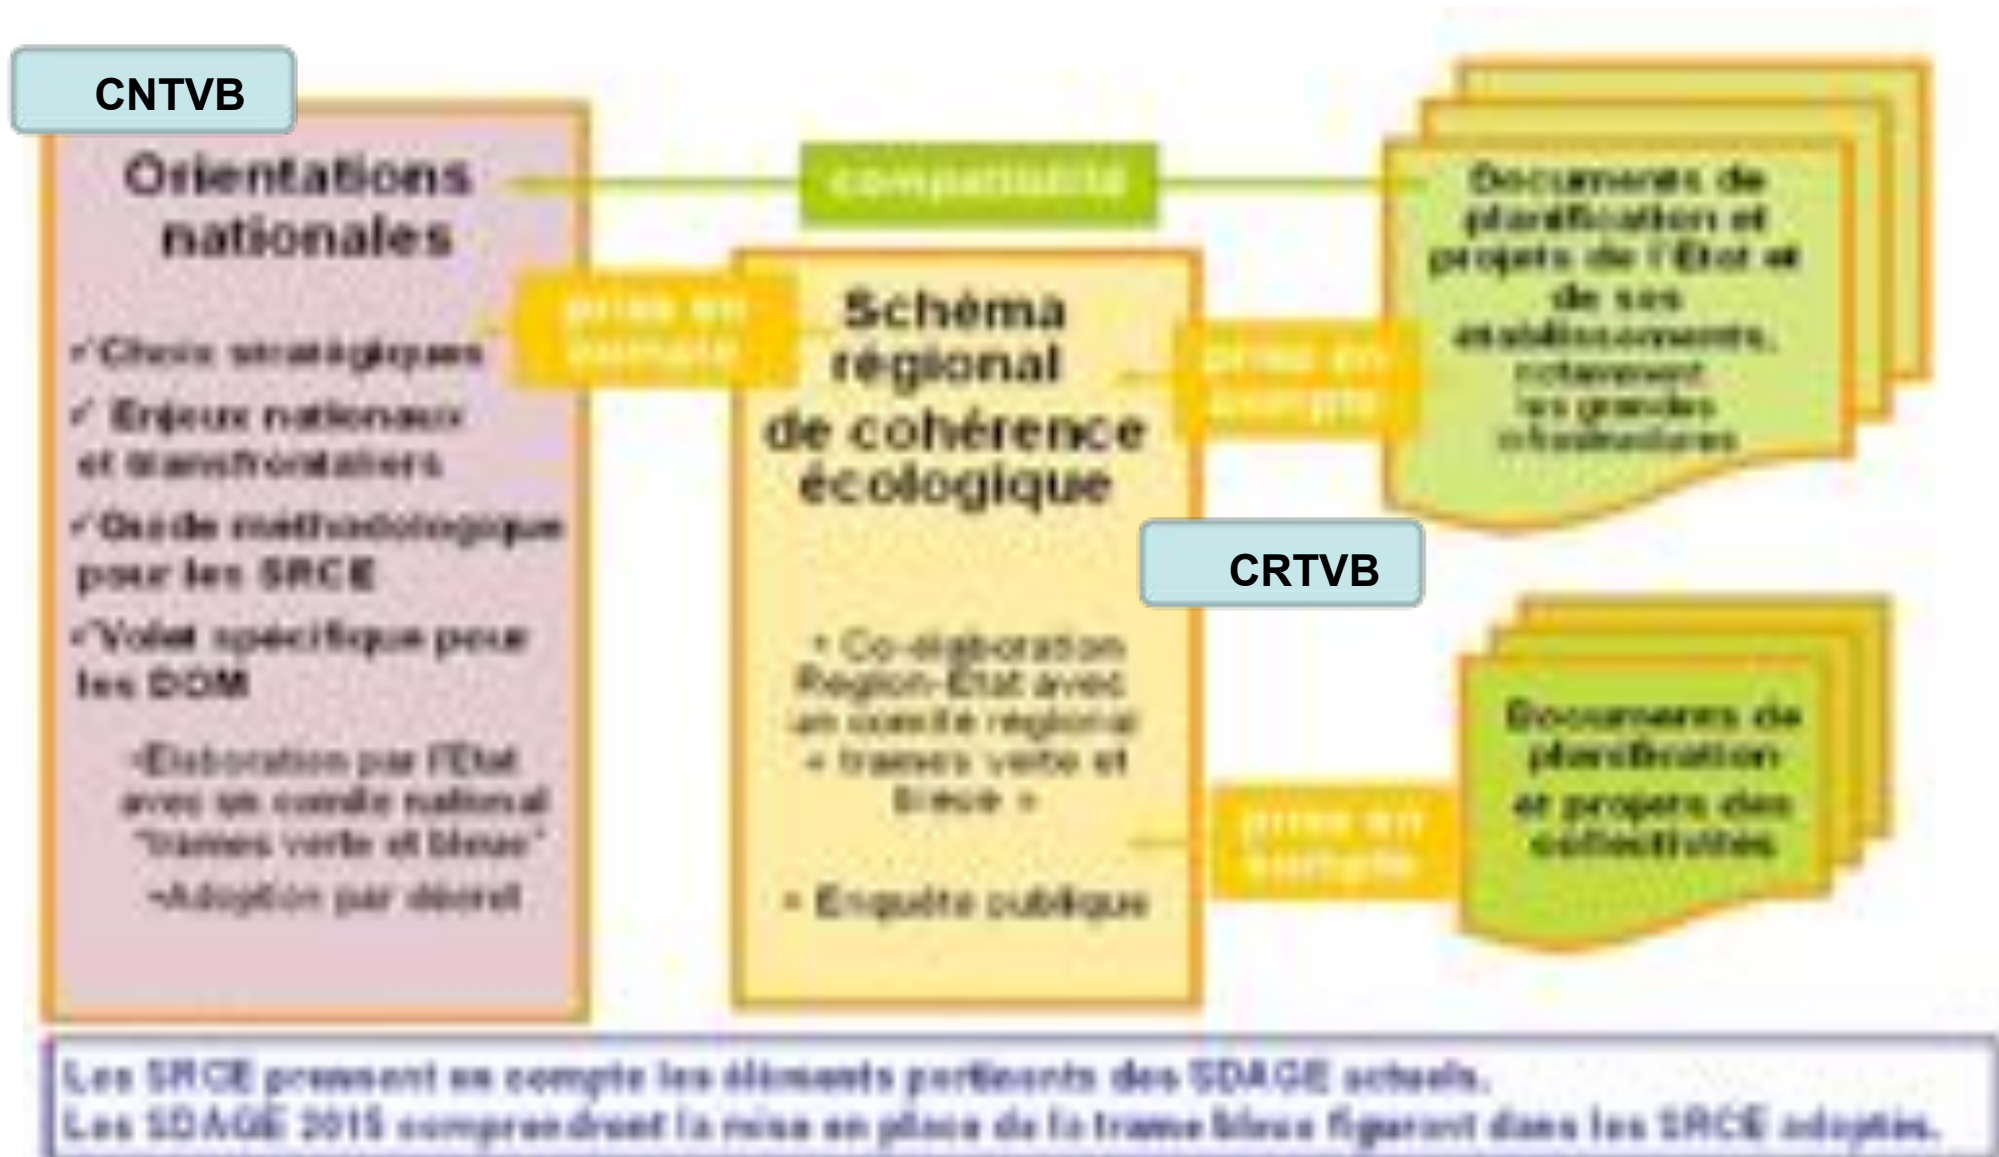 CNTVB
Orientations
nationales
✓Choix stratégiques
✓ Enjeux nationaux
et transfrontaliers
✓Guide méthodologique
pour les SRCE
✓Volet spécifique pour
les DOM
•Elaboration par l'Etat
avec un comité national
"trames verte et bleue"
•Adoption par décret
compatibilité
prise en
compte
Schéma
régional
de cohérence
écologique
CRTVB
• Co-élaboration
Région-Etat avec
un comité régional
« trames verte et
bleue »
• Enquête publique
prise en
compte
Documents de
planification et
projets de l'Etat et
de ses
établissements,
notamment
les grandes
infrastructures
prise en
compte
Documents de
planification
et projets des
collectivités
Les SRCE prennent en compte les éléments pertinents des SDAGE actuels.
Les SDAGE 2015 comprendront la mise en place de la trame bleue figurant dans les SRCE adoptés.